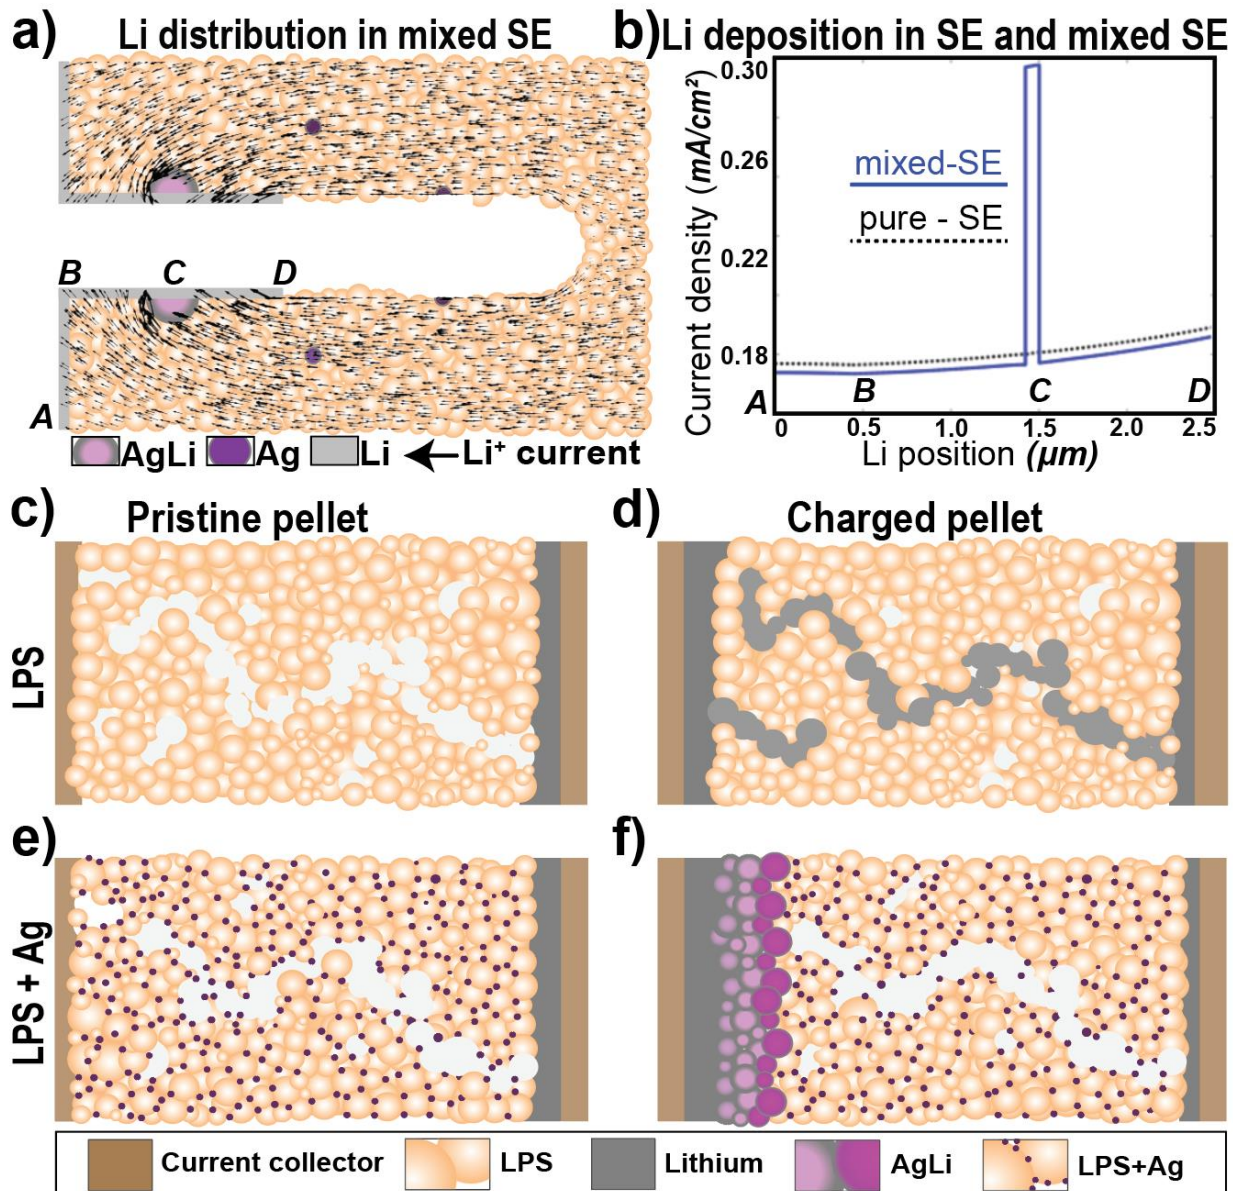 a) Li distribution in mixed SE
B C D
A
AgLi Ag Li Li⁺ current
b) Li deposition in SE and mixed SE
Current density (mA/cm²)
0.30
0.26
0.22
0.18
mixed-SE
pure - SE
A B C D
0 0.5 1.0 1.5 2.0 2.5
Li position (μm)
c) Pristine pellet
d) Charged pellet
LPS
e)
f)
LPS + Ag
Current collector LPS Lithium AgLi LPS+Ag